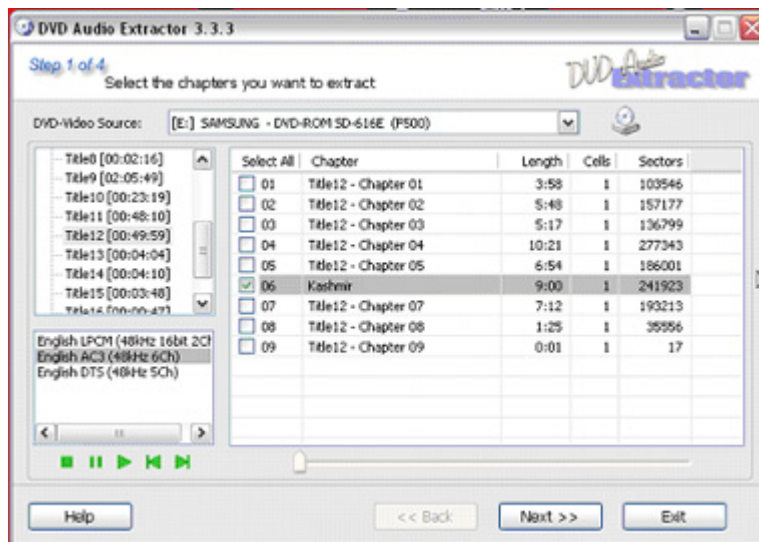 DVD Audio Extractor 3.3.3
Step 1 of 4
Select the chapters you want to extract
DVD Audio
Extractor
DVD-Video Source: [E:] SAMSUNG - DVD-ROM SD-616E (F500)
Title8 [00:02:16]
Title9 [02:05:49]
Title10 [00:23:19]
Title11 [00:48:10]
Title12 [00:49:59]
Title13 [00:04:04]
Title14 [00:04:10]
Title15 [00:03:48]
Title16 [00:00:47]
English LPCM (48kHz 16bit 2Ch
English AC3 (48kHz 6Ch)
English DTS (48kHz 5Ch)
Select All Chapter Length Cells Sectors
01 Title12 - Chapter 01 3:58 1 103546
02 Title12 - Chapter 02 5:48 1 157177
03 Title12 - Chapter 03 5:17 1 136799
04 Title12 - Chapter 04 10:21 1 277343
05 Title12 - Chapter 05 6:54 1 186001
06 Kashmir 9:00 1 241923
07 Title12 - Chapter 07 7:12 1 193213
08 Title12 - Chapter 08 1:25 1 35556
09 Title12 - Chapter 09 0:01 1 17
Help << Back Next >> Exit